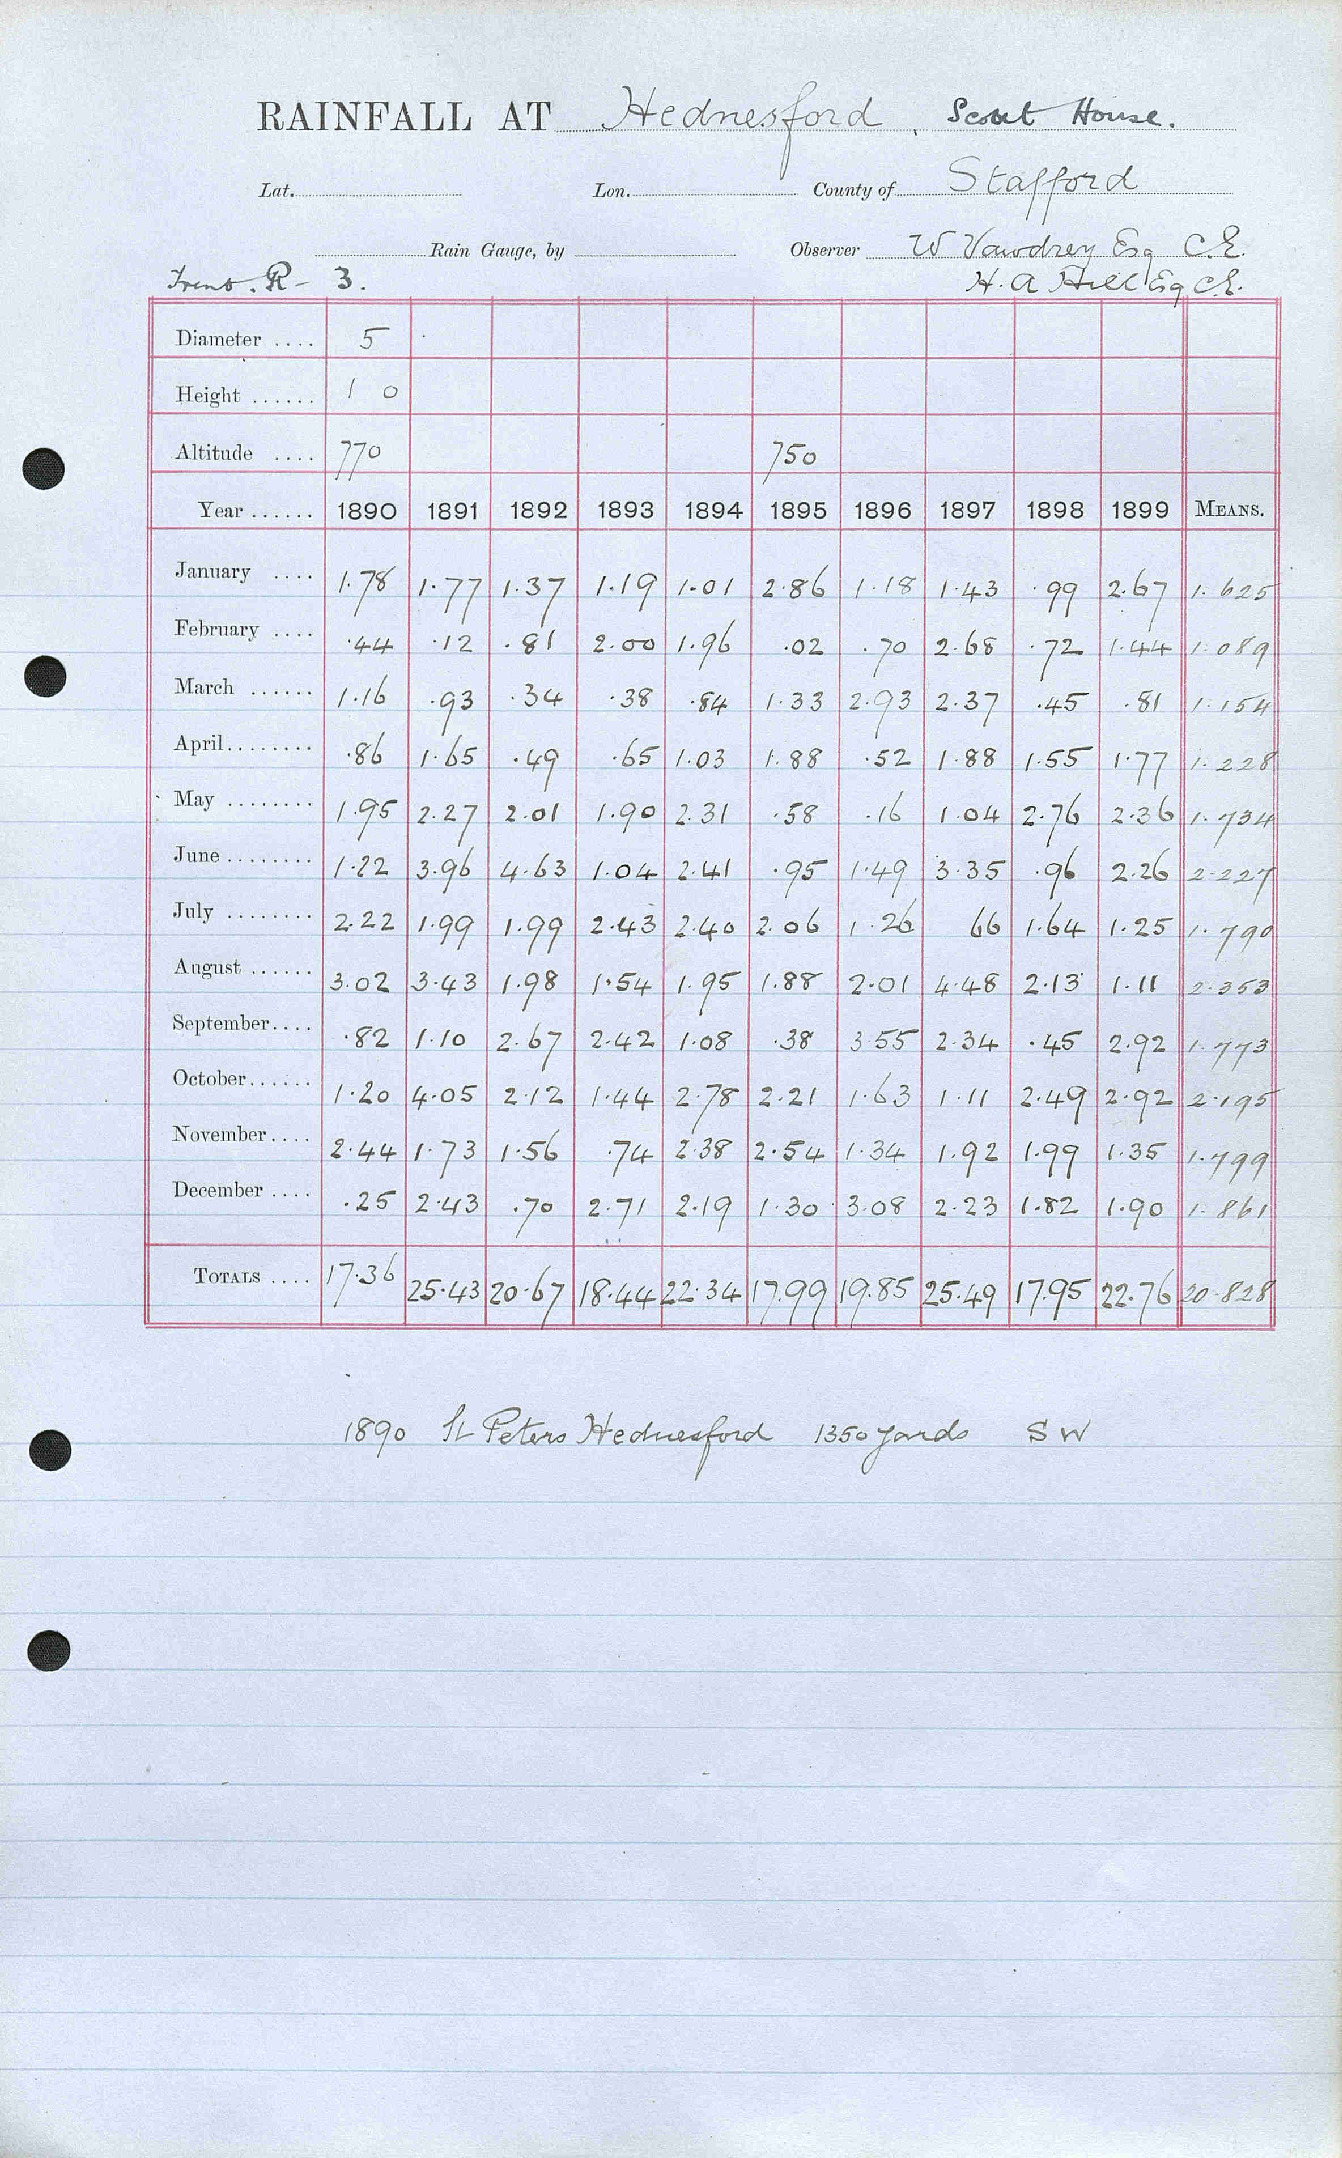 RAINFALL AT Hednesford, Scout House.
Lat. Lon. County of Stafford
Rain Gauge, by Observer W Vawdrey Esq C.E.
Trent. R - 3. H. A Hill Esq C.E.
Diameter .... 5
Height ...... 1 0
Altitude .... 770 750
Year ...... 1890 1891 1892 1893 1894 1895 1896 1897 1898 1899 MEANS.
January .... 1.78 1.77 1.37 1.19 1.01 2.86 1.18 1.43 .99 2.67 1.625
February .... .44 .12 .81 2.00 1.96 .02 .70 2.68 .72 1.44 1.089
March ...... 1.16 .93 .34 .38 .84 1.33 2.93 2.37 .45 .81 1.154
April........ .86 1.65 .49 .65 1.03 1.88 .52 1.88 1.55 1.77 1.228
May ........ 1.95 2.27 2.01 1.90 2.31 .58 .16 1.04 2.76 2.36 1.734
June ........ 1.22 3.96 4.63 1.04 2.41 .95 1.49 3.35 .96 2.26 2.227
July ........ 2.22 1.99 1.99 2.43 2.40 2.06 1.26 66 1.64 1.25 1.790
August ...... 3.02 3.43 1.98 1.54 1.95 1.88 2.01 4.48 2.13 1.11 2.353
September.... .82 1.10 2.67 2.42 1.08 .38 3.55 2.34 .45 2.92 1.773
October...... 1.20 4.05 2.12 1.44 2.78 2.21 1.63 1.11 2.49 2.92 2.195
November.... 2.44 1.73 1.56 .74 2.38 2.54 1.34 1.92 1.99 1.35 1.799
December .... .25 2.43 .70 2.71 2.19 1.30 3.08 2.23 1.82 1.90 1.861
TOTALS .... 17.36 25.43 20.67 18.44 22.34 17.99 19.85 25.49 17.95 22.76 20.828
1890 St Peters Hednesford 1350 yards S W